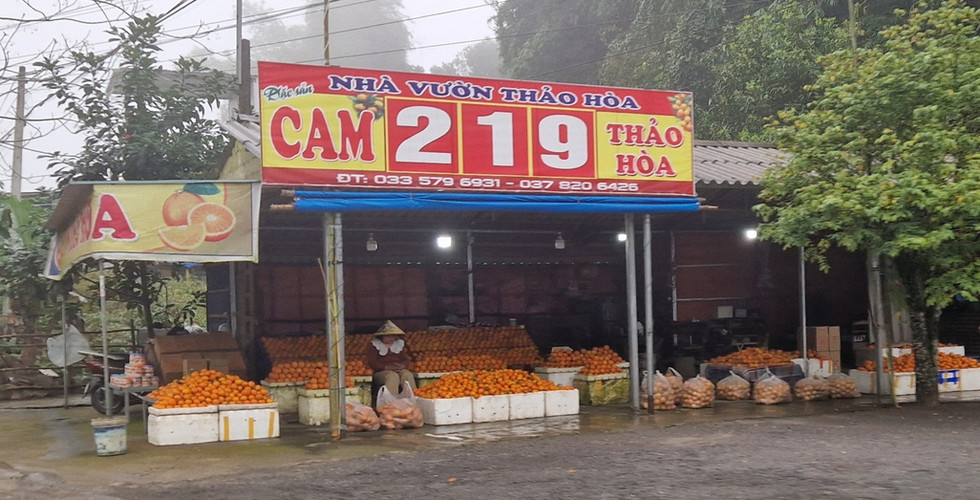 Đặc sản
NHÀ VƯỜN THẢO HÒA
CAM
219
THẢO
HÒA
ĐT: 033 579 6931 - 037 820 6426